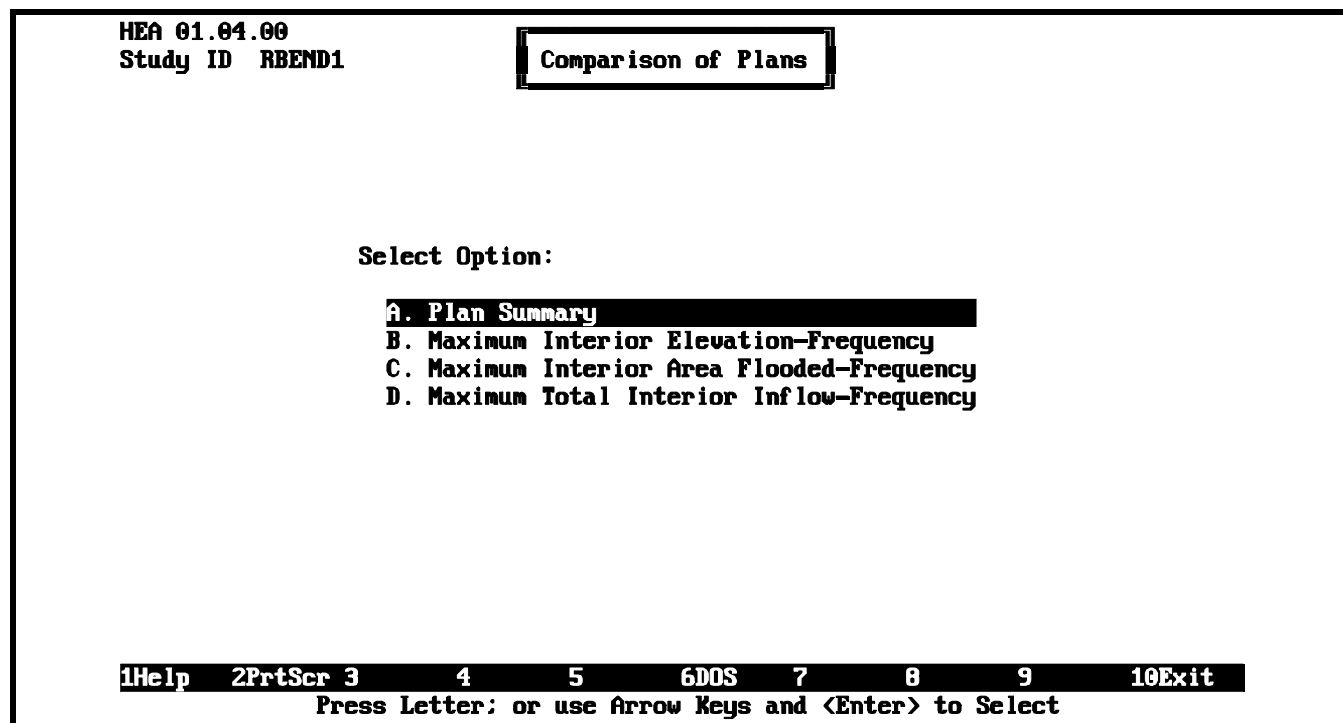 HEA 01.04.00
Study ID RBEND1
Comparison of Plans
Select Option:
A. Plan Summary
B. Maximum Interior Elevation-Frequency
C. Maximum Interior Area Flooded-Frequency
D. Maximum Total Interior Inflow-Frequency
1Help 2PrtScr 3 4 5 6DOS 7 8 9 10Exit
Press Letter; or use Arrow Keys and <Enter> to Select